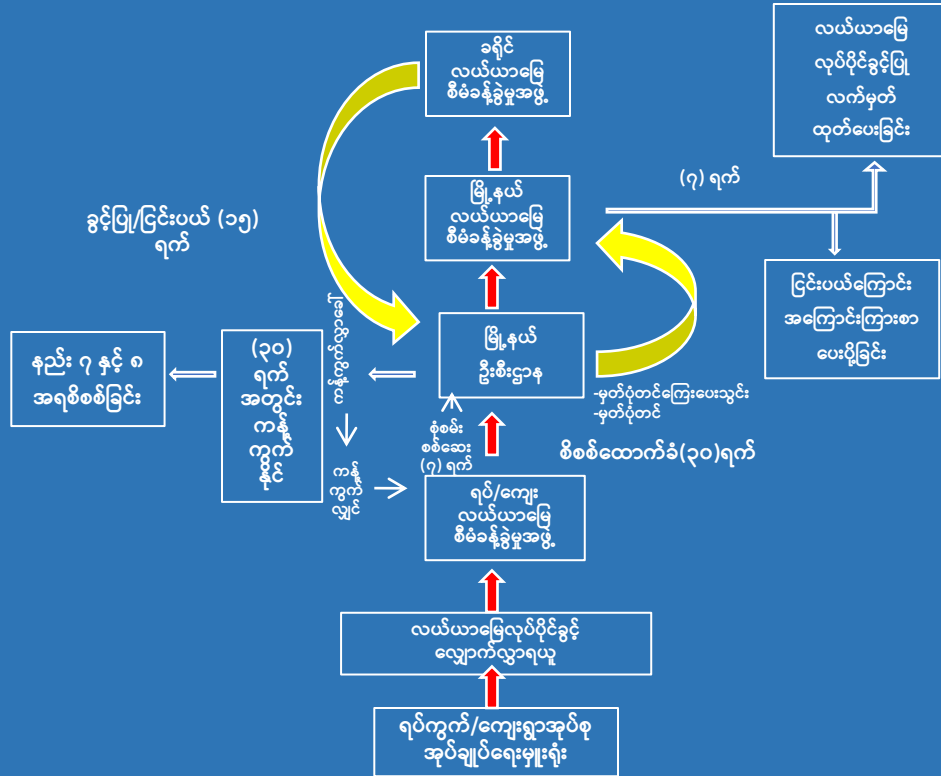 ခရိုင်
လယ်ယာမြေ
စီမံခန့်ခွဲမှုအဖွဲ့
လယ်ယာမြေ
လုပ်ပိုင်ခွင့်ပြု
လက်မှတ်
ထုတ်ပေးခြင်း
(၇) ရက်
မြို့နယ်
လယ်ယာမြေ
စီမံခန့်ခွဲမှုအဖွဲ့
ခွင့်ပြု/ငြင်းပယ် (၁၅)
ရက်
ငြင်းပယ်ကြောင်း
အကြောင်းကြားစာ
ပေးပို့ခြင်း
နည်း ၇ နှင့် ၈
အရစိစစ်ခြင်း
(၃၀)
ရက်
အတွင်း
ကန့်
ကွက်
နိုင်
ကန့်ကွက်လွှာခေါ်
မြို့နယ်
ဦးစီးဌာန
-မှတ်ပုံတင်ကြေးပေးသွင်း
-မှတ်ပုံတင်
စုံစမ်း
စစ်ဆေး
(၇) ရက်
စိစစ်ထောက်ခံ(၃၀)ရက်
ကန့်
ကွက်
လျှင်
ရပ်/ကျေး
လယ်ယာမြေ
စီမံခန့်ခွဲမှုအဖွဲ့
လယ်ယာမြေလုပ်ပိုင်ခွင့်
လျှောက်လွှာရယူ
ရပ်ကွက်/ကျေးရွာအုပ်စု
အုပ်ချုပ်ရေးမှူးရုံး